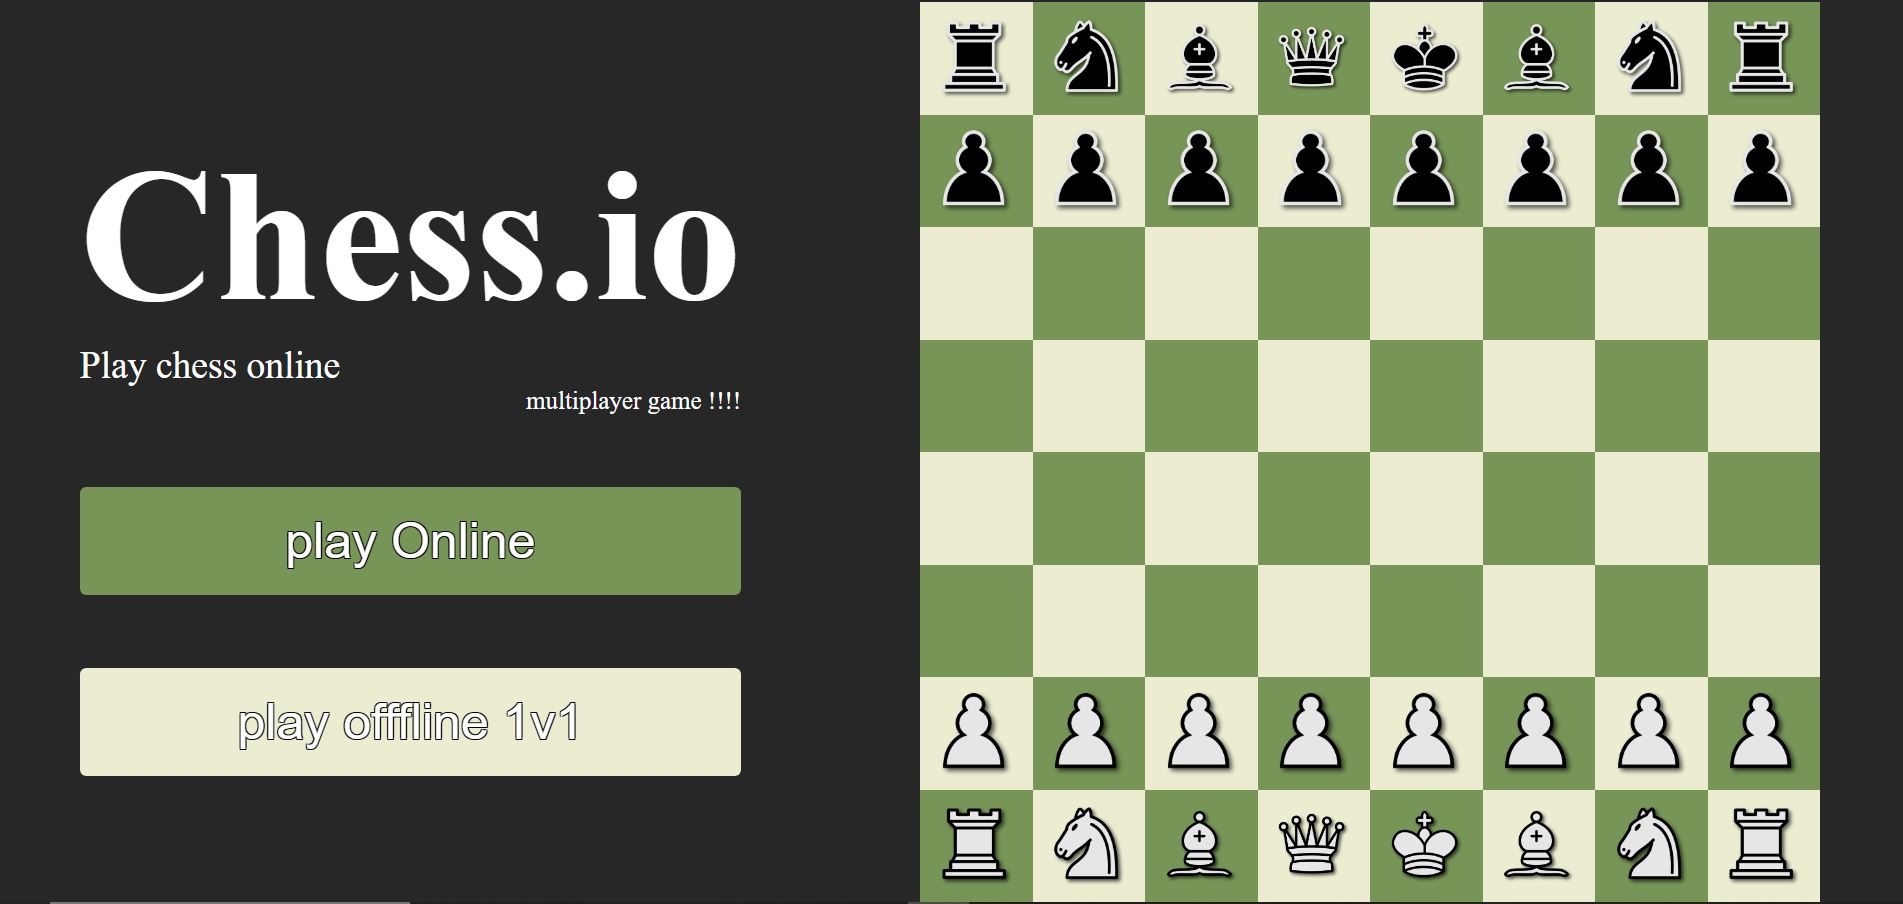 Chess.io
Play chess online
multiplayer game !!!!
play Online
play offfline 1v1